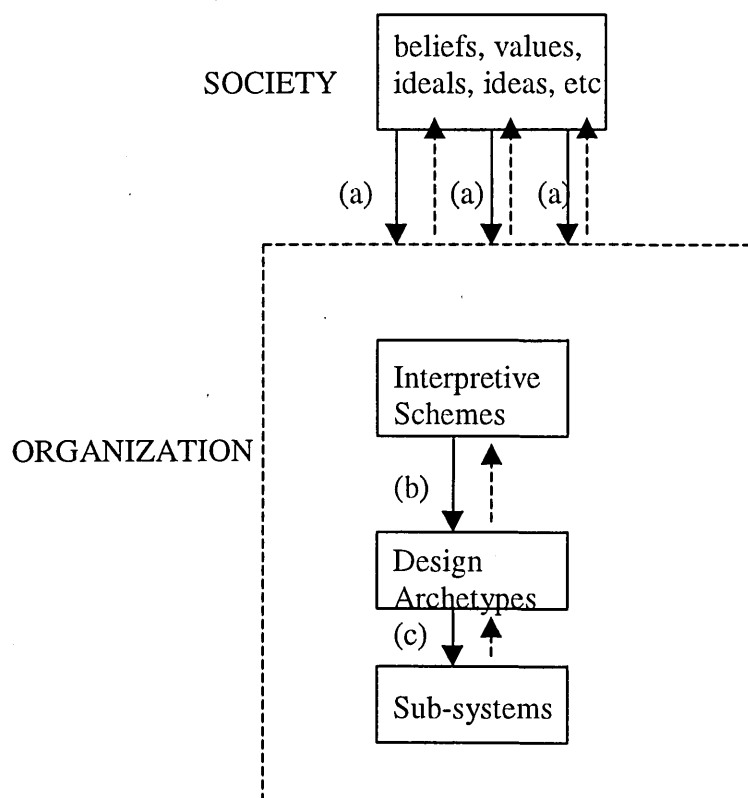 beliefs, values,
SOCIETY ideals, ideas, etc
(a) (a) (a)
Interpretive
Schemes
ORGANIZATION
(b)
Design
Archetypes
(c)
Sub-systems